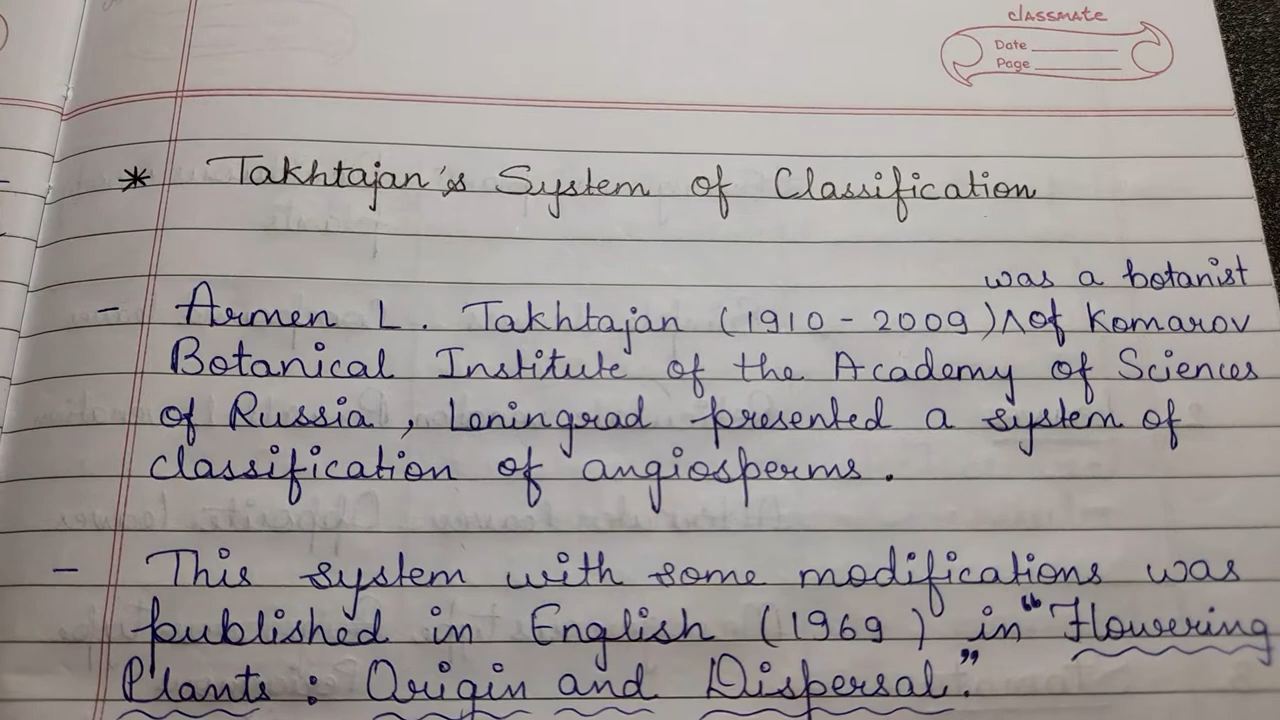 classmate
Date
Page
* Takhtajan's System of Classification
was a botanist
- Armen L. Takhtajan (1910 - 2009) ^ of Komarov
Botanical Institute of the Academy of Sciences
of Russia, Leningrad presented a system of
classification of angiosperms.
- This system with some modifications was
published in English (1969) in "Flowering
Plants : Origin and Dispersal."